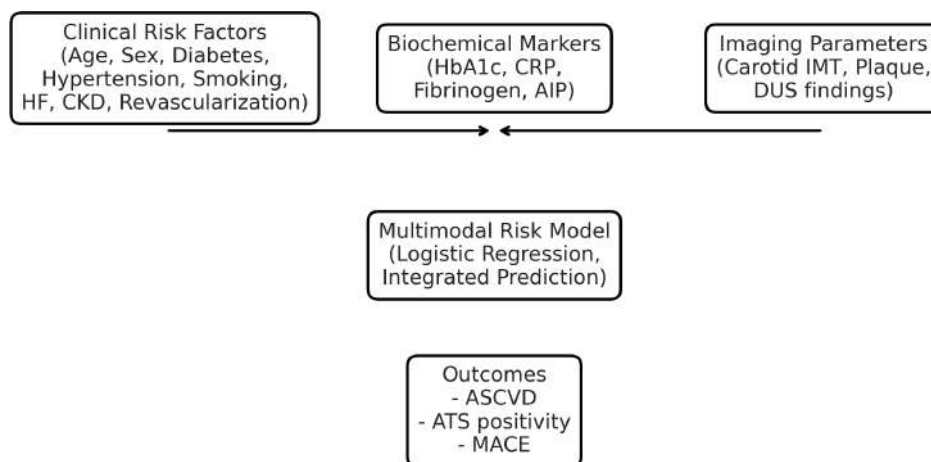 Clinical Risk Factors
(Age, Sex, Diabetes,
Hypertension, Smoking,
HF, CKD, Revascularization)
Biochemical Markers
(HbA1c, CRP,
Fibrinogen, AIP)
Imaging Parameters
(Carotid IMT, Plaque,
DUS findings)
Multimodal Risk Model
(Logistic Regression,
Integrated Prediction)
Outcomes
- ASCVD
- ATS positivity
- MACE